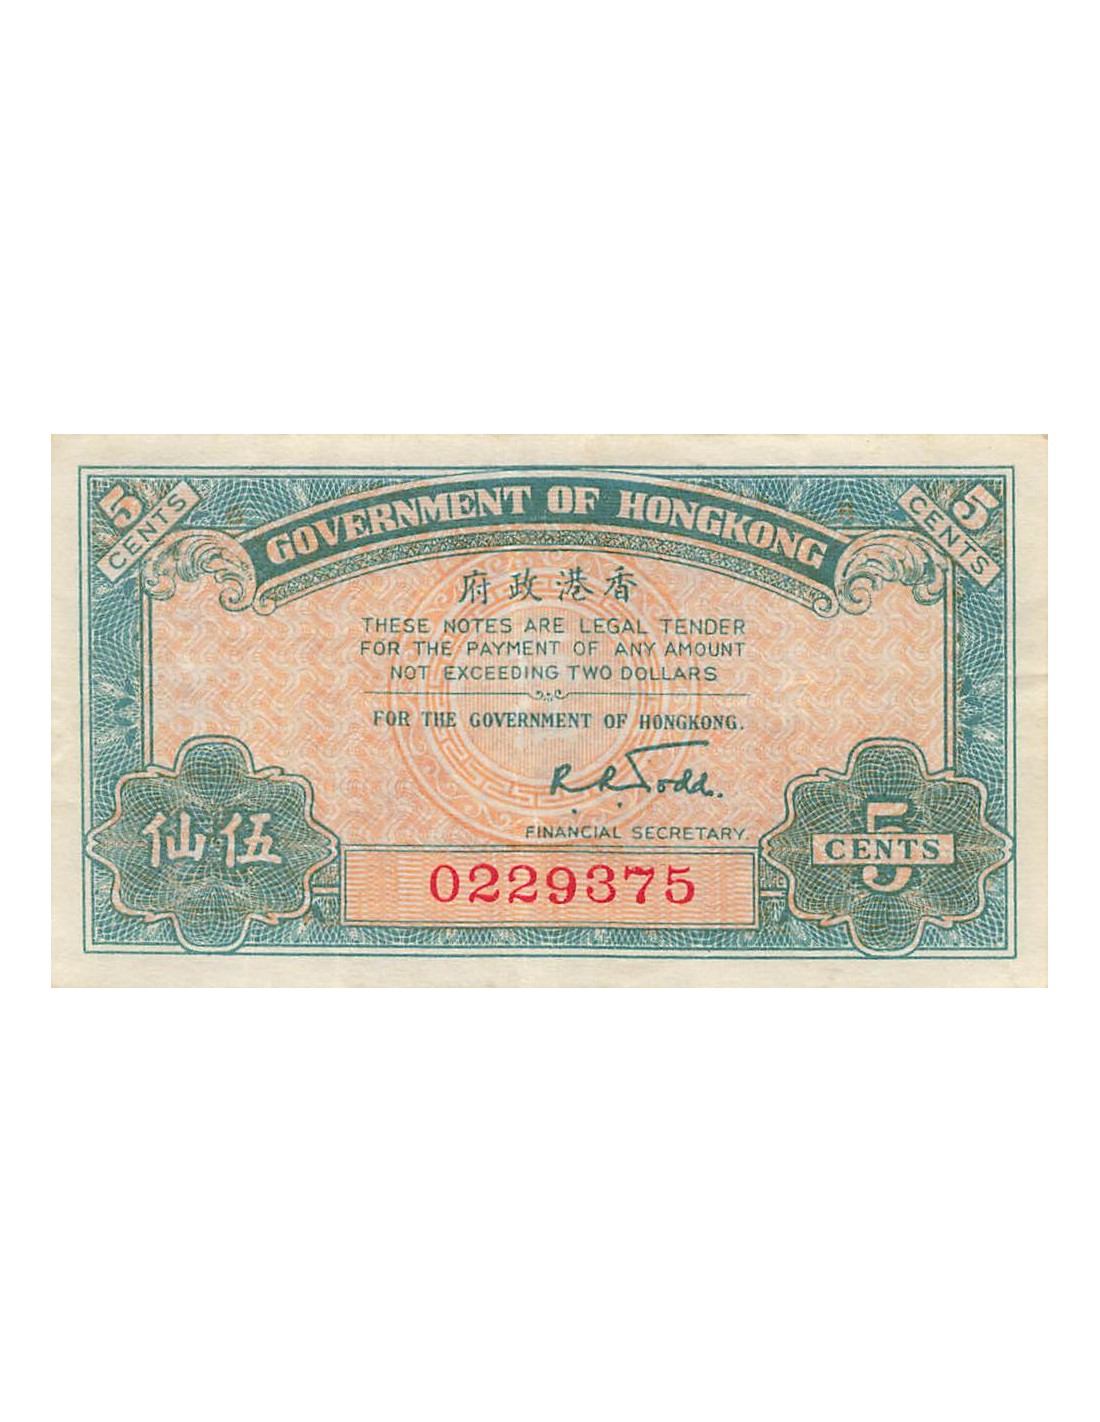 5 CENTS
5 CENTS
GOVERNMENT OF HONGKONG
府政港香
THESE NOTES ARE LEGAL TENDER
FOR THE PAYMENT OF ANY AMOUNT
NOT EXCEEDING TWO DOLLARS
FOR THE GOVERNMENT OF HONGKONG.
R. R. Todd.
FINANCIAL SECRETARY.
仙伍
5 CENTS
0229375